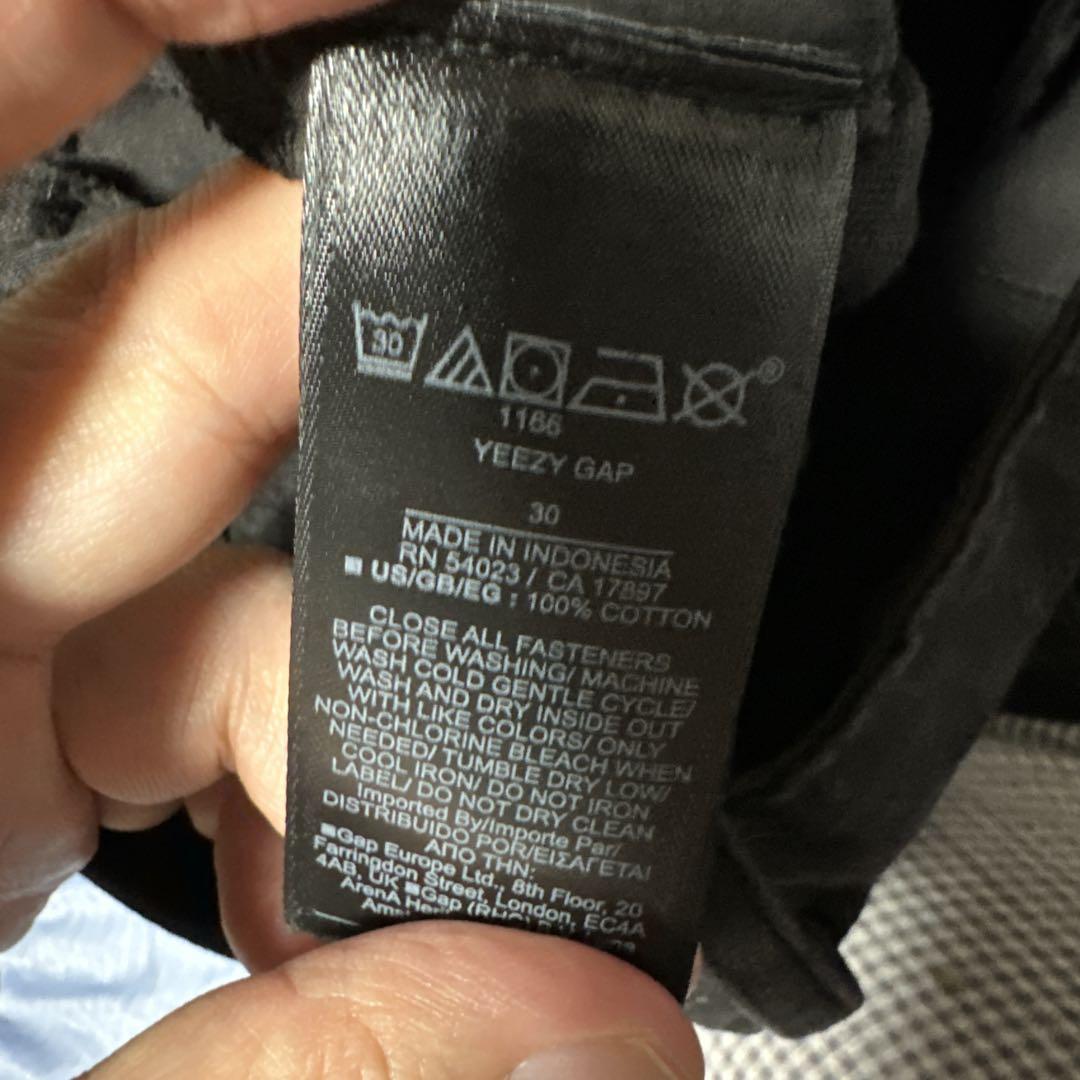 30
®
1166
YEEZY GAP
30
MADE IN INDONESIA
RN 54023 / CA 17897
■ US/GB/EG : 100% COTTON
CLOSE ALL FASTENERS
BEFORE WASHING/ MACHINE
WASH COLD GENTLE CYCLE/
WASH AND DRY INSIDE OUT
WITH LIKE COLORS/ ONLY
NON-CHLORINE BLEACH WHEN
NEEDED/ TUMBLE DRY LOW/
COOL IRON/ DO NOT IRON
LABEL/ DO NOT DRY CLEAN
Imported By/Importe Par/
DISTRIBUIDO POR/ΕΙΣΑΓΕΤΑΙ
ΑΠΟ ΤΗΝ:
■Gap Europe Ltd., 8th Floor, 20
Farringdon Street, London, EC4A
4AB, UK ■Gap (RHC)
ArenA